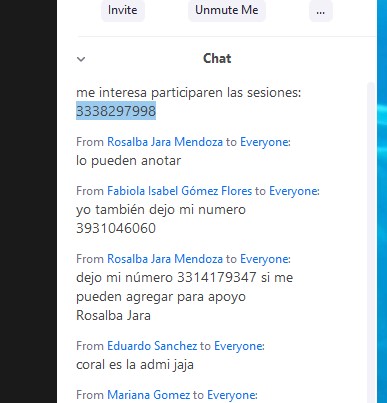 Invite
Unmute Me
...
Chat
me interesa participaren las sesiones:
3338297998
From Rosalba Jara Mendoza to Everyone:
lo pueden anotar
From Fabiola Isabel Gómez Flores to Everyone:
yo también dejo mi numero
3931046060
From Rosalba Jara Mendoza to Everyone:
dejo mi número 3314179347 si me
pueden agregar para apoyo
Rosalba Jara
From Eduardo Sanchez to Everyone:
coral es la admi jaja
From Mariana Gomez to Everyone: